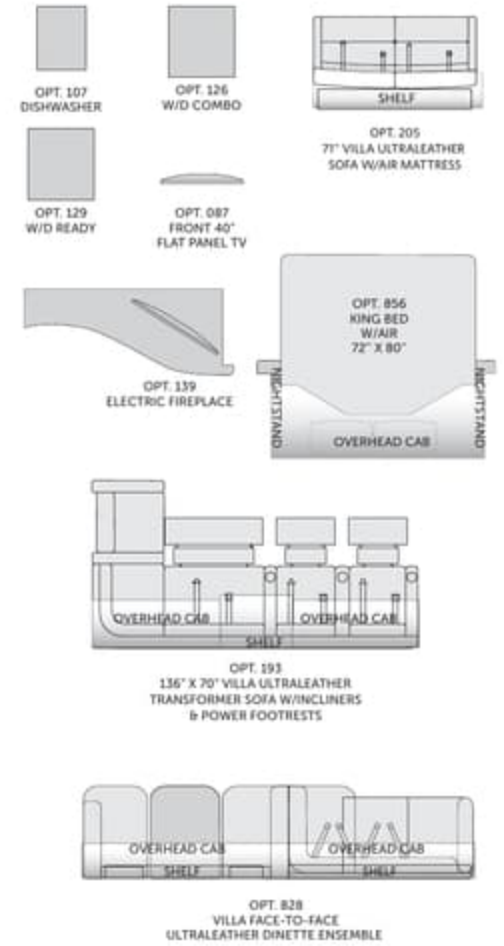 OPT. 107
DISHWASHER
OPT. 126
W/D COMBO
SHELF
OPT. 205
71" VILLA ULTRALEATHER
SOFA W/AIR MATTRESS
OPT. 129
W/D READY
OPT. 087
FRONT 40"
FLAT PANEL TV
OPT. 139
ELECTRIC FIREPLACE
OPT. 856
KING BED
W/AIR
72" X 80"
NIGHTSTAND
NIGHTSTAND
OVERHEAD CAB
OVERHEAD CAB
OVERHEAD CAB
SHELF
OPT. 193
136" X 70" VILLA ULTRALEATHER
TRANSFORMER SOFA W/INCLINERS
& POWER FOOTRESTS
OVERHEAD CAB
OVERHEAD CAB
SHELF
SHELF
OPT. 828
VILLA FACE-TO-FACE
ULTRALEATHER DINETTE ENSEMBLE